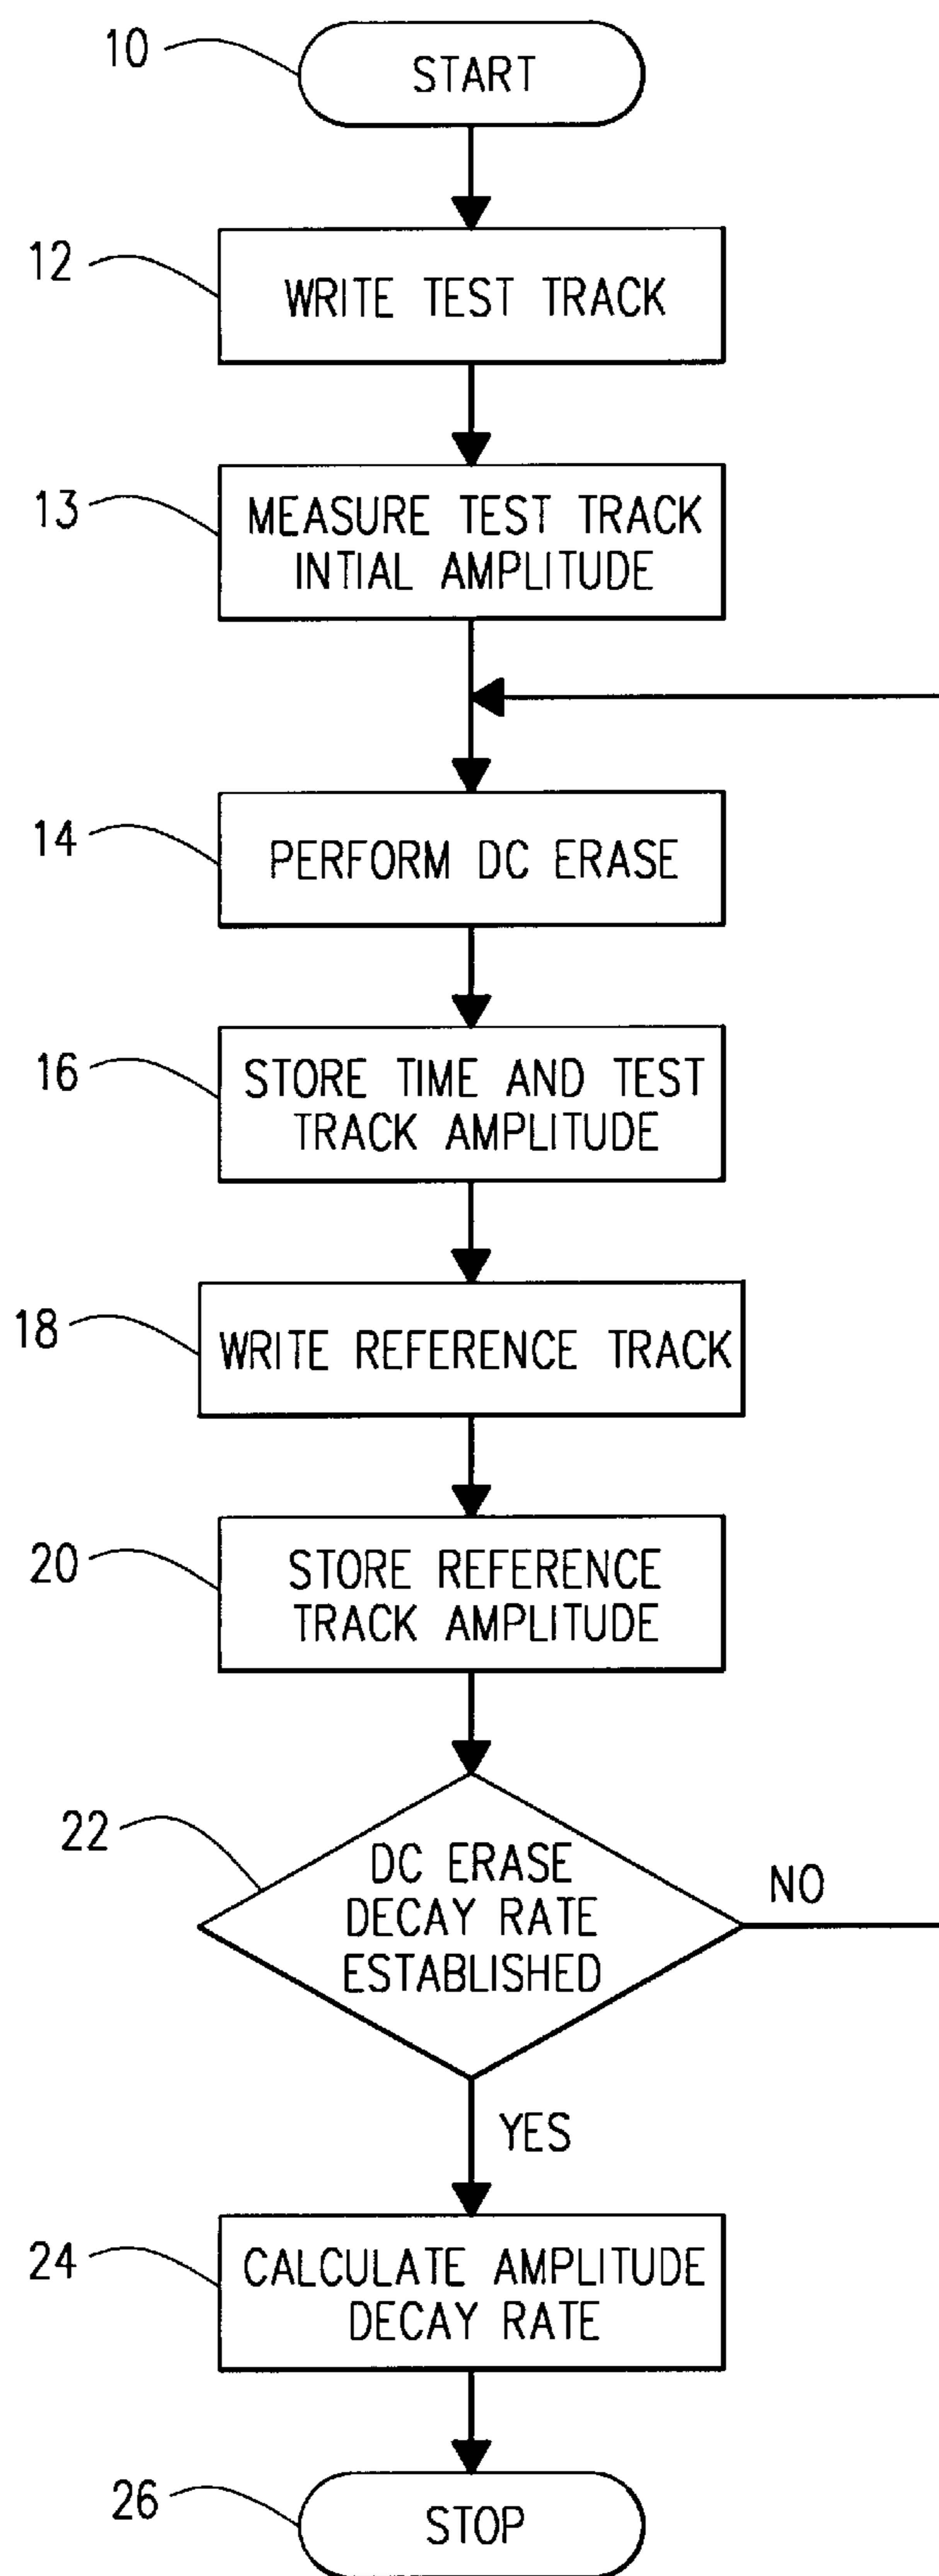 10
START
12
WRITE TEST TRACK
13
MEASURE TEST TRACK
INTIAL AMPLITUDE
14
PERFORM DC ERASE
16
STORE TIME AND TEST
TRACK AMPLITUDE
18
WRITE REFERENCE TRACK
20
STORE REFERENCE
TRACK AMPLITUDE
22
DC ERASE
DECAY RATE
ESTABLISHED
NO
YES
24
CALCULATE AMPLITUDE
DECAY RATE
26
STOP